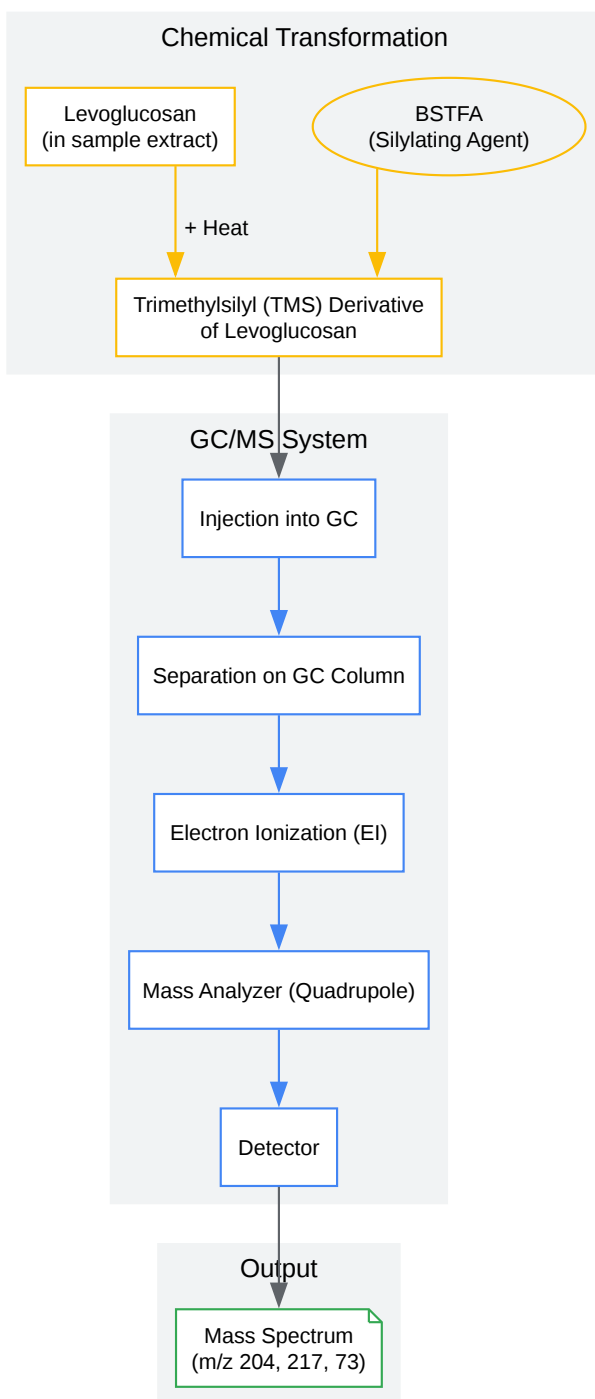 Chemical Transformation
Levoglucosan
(in sample extract)
BSTFA
(Silylating Agent)
+ Heat
Trimethylsilyl (TMS) Derivative
of Levoglucosan
GC/MS System
Injection into GC
Separation on GC Column
Electron Ionization (EI)
Mass Analyzer (Quadrupole)
Detector
Output
Mass Spectrum
(m/z 204, 217, 73)